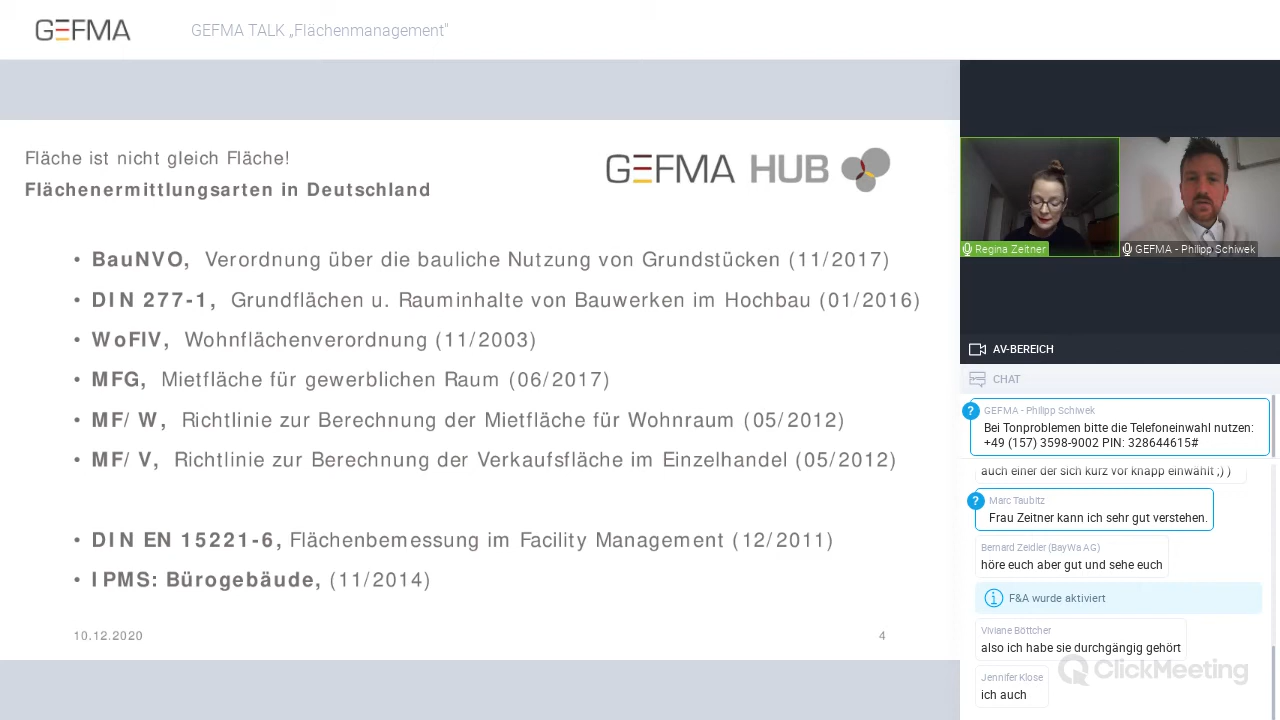 GEFMA
GEFMA TALK „Flächenmanagement"
Fläche ist nicht gleich Fläche!
Flächenermittlungsarten in Deutschland
GEFMA HUB
• BauNVO, Verordnung über die bauliche Nutzung von Grundstücken (11/2017)
• DIN 277-1, Grundflächen u. Rauminhalte von Bauwerken im Hochbau (01/2016)
• WoFlV, Wohnflächenverordnung (11/2003)
• MFG, Mietfläche für gewerblichen Raum (06/2017)
• MF/ W, Richtlinie zur Berechnung der Mietfläche für Wohnraum (05/2012)
• MF/ V, Richtlinie zur Berechnung der Verkaufsfläche im Einzelhandel (05/2012)
• DIN EN 15221-6, Flächenbemessung im Facility Management (12/2011)
• IPMS: Bürogebäude, (11/2014)
10.12.2020
4
Regina Zeitner
GEFMA - Philipp Schiwek
AV-BEREICH
CHAT
?
GEFMA - Philipp Schiwek
Bei Tonproblemen bitte die Telefoneinwahl nutzen:
+49 (157) 3598-9002 PIN: 328644615#
auch einer der sich kurz vor knapp einwählt ;) )
?
Marc Taubitz
Frau Zeitner kann ich sehr gut verstehen.
Bernard Zeidler (BayWa AG)
höre euch aber gut und sehe euch
F&A wurde aktiviert
Viviane Böttcher
also ich habe sie durchgängig gehört
Jennifer Klose
ich auch
ClickMeeting